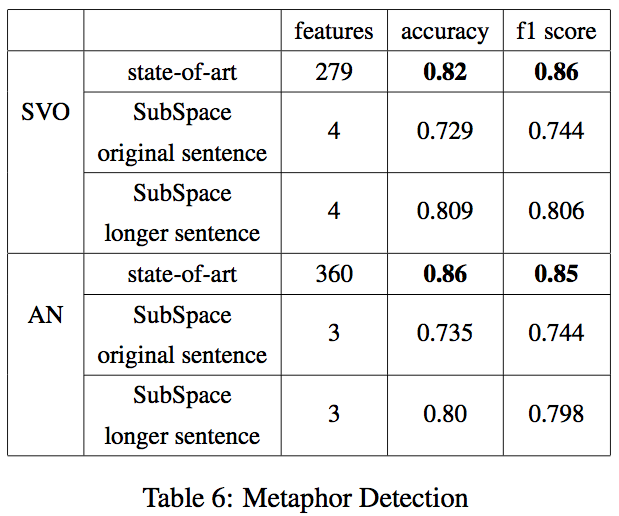 features accuracy f1 score
SVO
state-of-art 279 0.82 0.86
SubSpace
original sentence 4 0.729 0.744
SubSpace
longer sentence 4 0.809 0.806
AN
state-of-art 360 0.86 0.85
SubSpace
original sentence 3 0.735 0.744
SubSpace
longer sentence 3 0.80 0.798
Table 6: Metaphor Detection